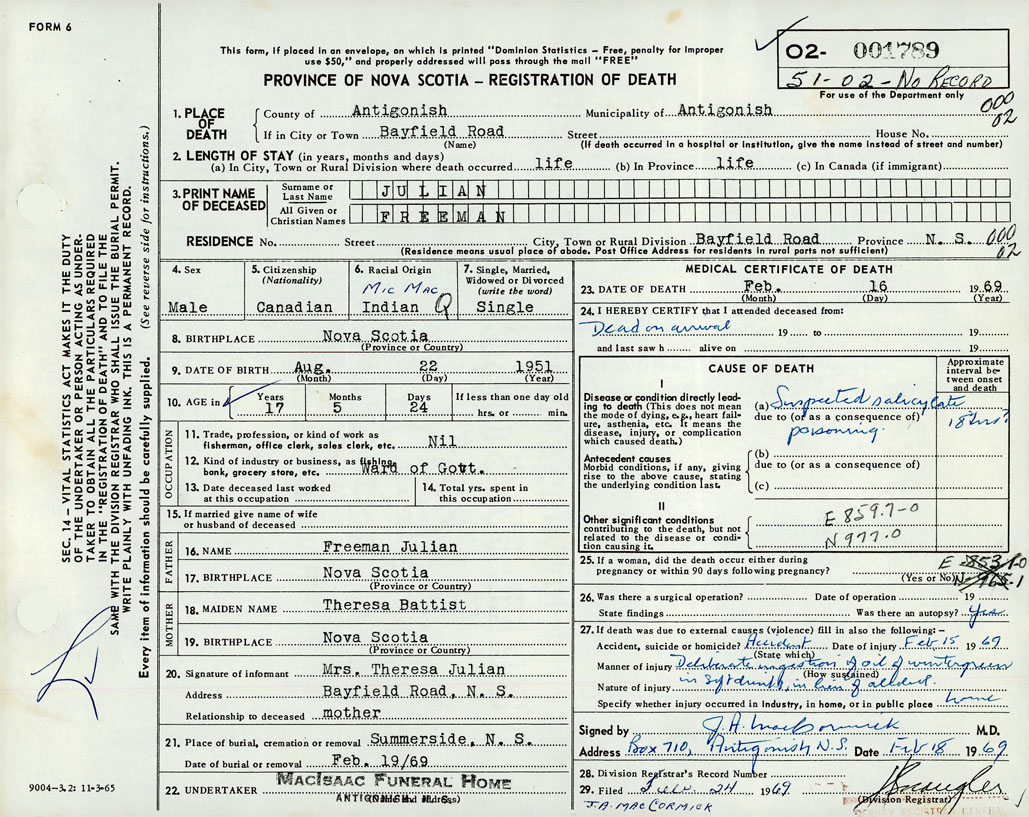 FORM 6
This form, if placed in an envelope, on which is printed "Dominion Statistics – Free, penalty for improper
use $50," and properly addressed will pass through the mail "FREE"
PROVINCE OF NOVA SCOTIA – REGISTRATION OF DEATH
02- 001789
51-02-No Record
For use of the Department only
000
02
1. PLACE OF DEATH
County of Antigonish Municipality of Antigonish
If in City or Town Bayfield Road Street House No.
(Name) (If death occurred in a hospital or institution, give the name instead of street and number)
2. LENGTH OF STAY (in years, months and days)
(a) In City, Town or Rural Division where death occurred life (b) In Province life (c) In Canada (if immigrant)
3. PRINT NAME OF DECEASED
Surname or Last Name JULIAN
All Given or Christian Names FREEMAN
RESIDENCE No. Street City, Town or Rural Division Bayfield Road Province N. S. 000
02
(Residence means usual place of abode. Post Office Address for residents in rural parts not sufficient)
4. Sex
Male
5. Citizenship
(Nationality)
Canadian
6. Racial Origin
Mic Mac
Indian
7. Single, Married,
Widowed or Divorced
(write the word)
Single
8. BIRTHPLACE Nova Scotia
(Province or Country)
9. DATE OF BIRTH Aug. 22 1951
(Month) (Day) (Year)
10. AGE in
Years Months Days If less than one day old
17 5 24 hrs. or min.
OCCUPATION
11. Trade, profession, or kind of work as
fisherman, office clerk, sales clerk, etc. Nil
12. Kind of industry or business, as fishing,
bank, grocery store, etc. Ward of Gott.
13. Date deceased last worked
at this occupation
14. Total yrs. spent in
this occupation
15. If married give name of wife
or husband of deceased
FATHER
16. NAME Freeman Julian
17. BIRTHPLACE Nova Scotia
(Province or Country)
MOTHER
18. MAIDEN NAME Theresa Battist
19. BIRTHPLACE Nova Scotia
(Province or Country)
20. Signature of informant Mrs. Theresa Julian
Address Bayfield Road, N. S.
Relationship to deceased mother
21. Place of burial, cremation or removal Summerside, N. S.
Date of burial or removal Feb. 19/69
22. UNDERTAKER MacIsaac Funeral Home
ANTIGONISH N. S.
(Name and Address)
MEDICAL CERTIFICATE OF DEATH
23. DATE OF DEATH Feb. 16 1969
(Month) (Day) (Year)
24. I HEREBY CERTIFY that I attended deceased from:
Dead on arrival 19 to 19
and last saw h alive on 19
CAUSE OF DEATH
Approximate
interval be-
tween onset
and death
I
Disease or condition directly lead-
ing to death (This does not mean
the mode of dying, e.g., heart failure,
asthenia, etc. It means the
disease, injury, or complication
which caused death.)
(a) Suspected salicylate
due to (or as a consequence of)
poisoning.
Antecedent causes
Morbid conditions, if any, giving
rise to the above cause, stating
the underlying condition last.
(b)
due to (or as a consequence of)
(c)
II
Other significant conditions
contributing to the death, but not
related to the disease or condi-
tion causing it.
E 859.7-0
N 977.0
25. If a woman, did the death occur either during
pregnancy or within 90 days following pregnancy?
(Yes or No)
26. Was there a surgical operation? Date of operation 19
State findings Was there an autopsy? Yes
27. If death was due to external causes (violence) fill in also the following:–
Accident, suicide or homicide? Accident Date of injury Feb 15 1969
(State which)
Manner of injury Deliberate ingestion of oil of wintergreen
(How sustained)
in soft drink, in lieu of alcohol.
Nature of injury
Specify whether injury occurred in industry, in home, or in public place home
Signed by J.A. MacCormick M.D.
Address Box 710, Antigonish N.S. Date Feb 18 1969
28. Division Registrar's Record Number
29. Filed 24 1969
(Division Registrar)
J.A. MACCORMICK
DEPUTY REGISTRAR GENERAL
SEC. 14 – VITAL STATISTICS ACT MAKES IT THE DUTY
OF THE UNDERTAKER OR PERSON ACTING AS UNDER-
TAKER TO OBTAIN ALL THE PARTICULARS REQUIRED
IN THE "REGISTRATION OF DEATH" AND TO FILE THE
SAME WITH THE DIVISION REGISTRAR WHO SHALL ISSUE THE BURIAL PERMIT.
WRITE PLAINLY WITH UNFADING INK. THIS IS A PERMANENT RECORD.
Every item of information should be carefully supplied. (See reverse side for instructions.)
9004-3.2: 11-3-65